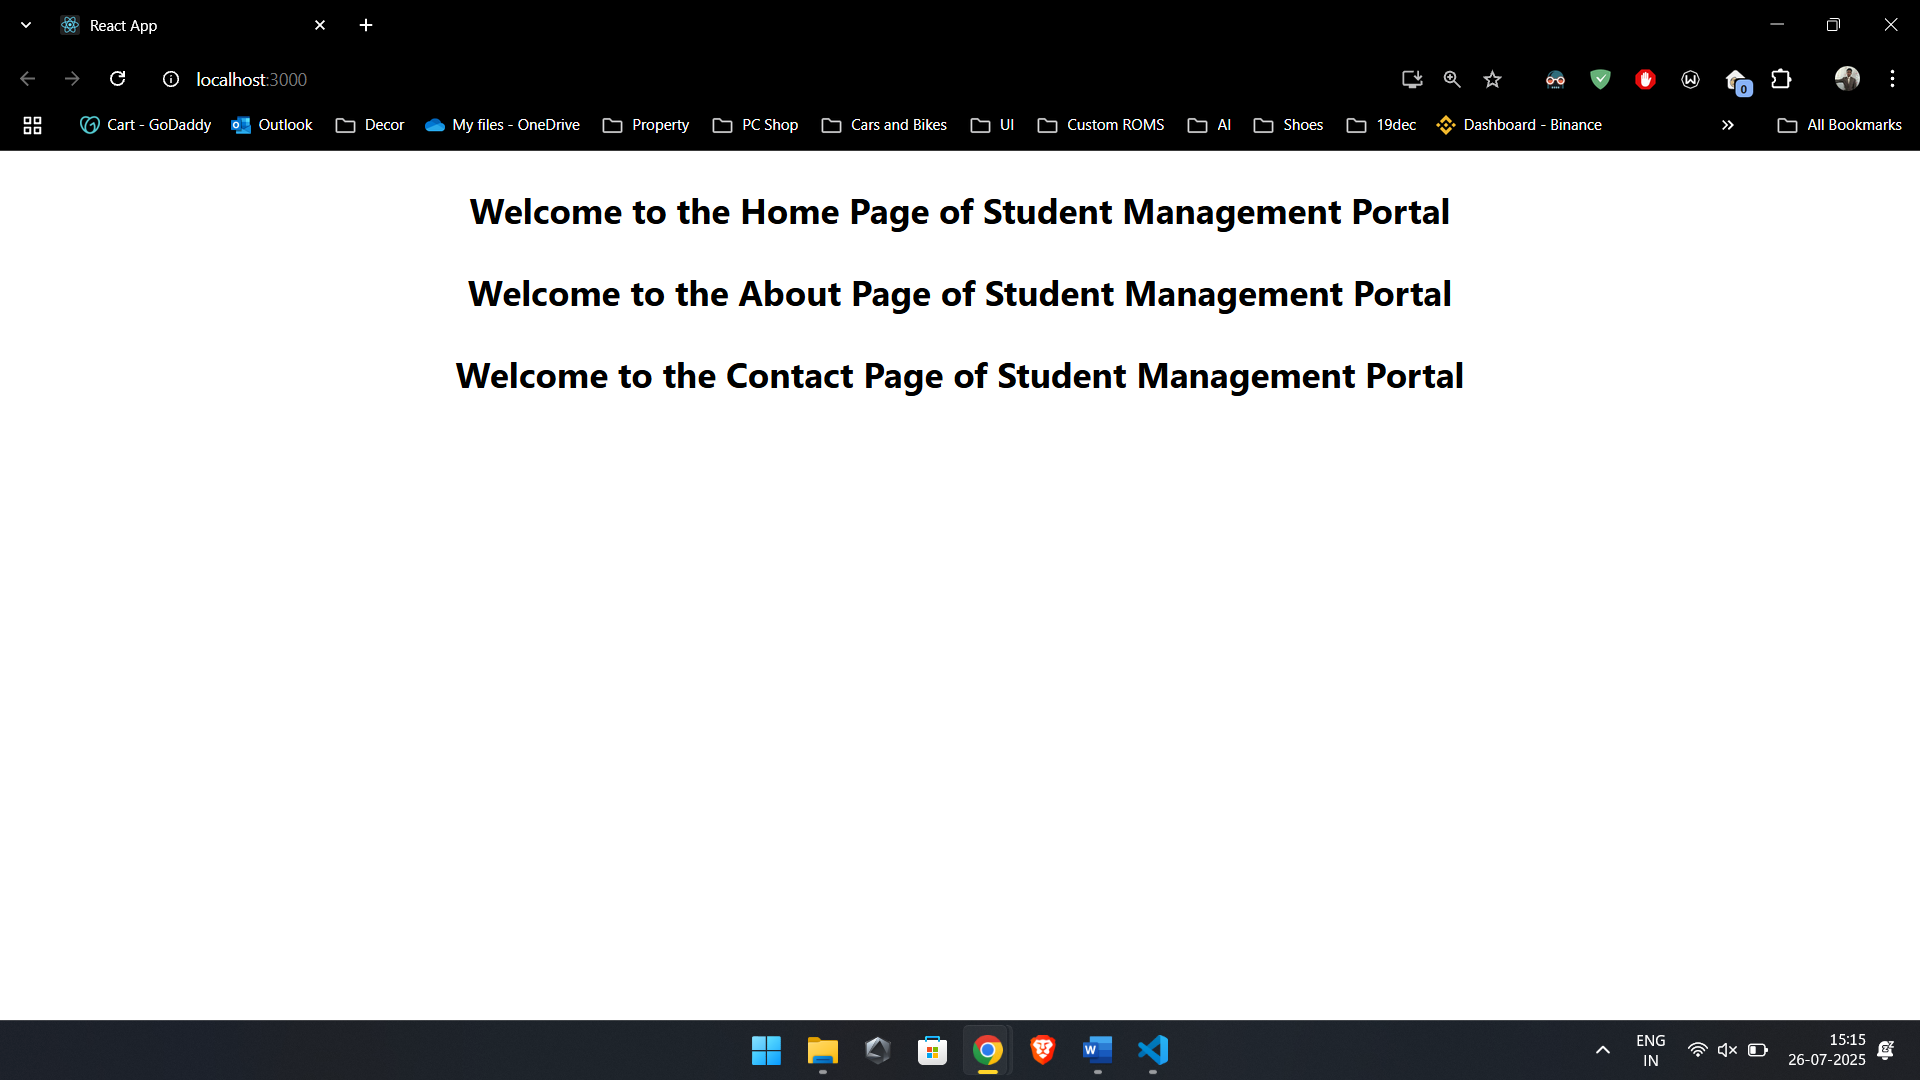 React App
localhost:3000
Cart - GoDaddy Outlook Decor My files - OneDrive Property PC Shop Cars and Bikes UI Custom ROMS AI Shoes 19dec Dashboard - Binance All Bookmarks
0
Welcome to the Home Page of Student Management Portal
Welcome to the About Page of Student Management Portal
Welcome to the Contact Page of Student Management Portal
ENG 15:15
IN 26-07-2025